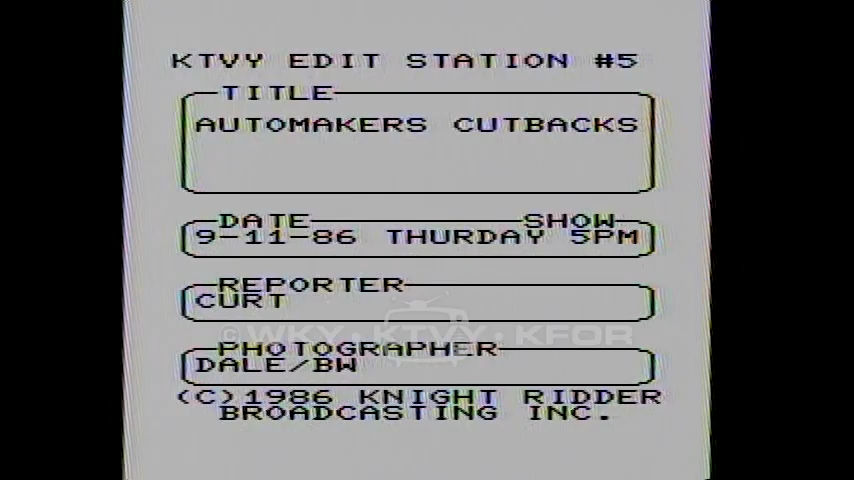 KTVY EDIT STATION #5
TITLE
AUTOMAKERS CUTBACKS
DATE SHOW
9-11-86 THURDAY 5PM
REPORTER
CURT
© WKY · KTVY · KFOR
PHOTOGRAPHER
DALE/BW
(C)1986 KNIGHT RIDDER
BROADCASTING INC.